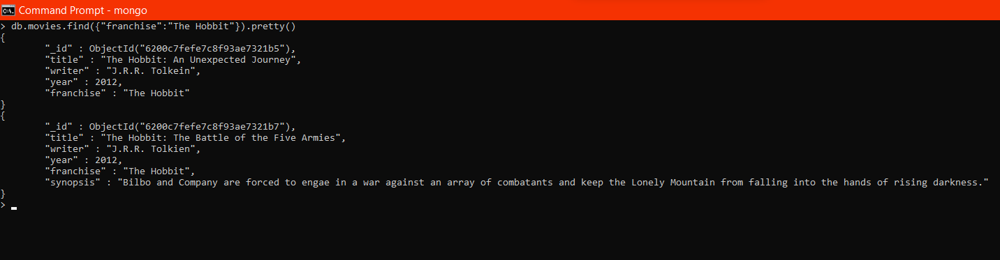 Command Prompt - mongo
> db.movies.find({"franchise":"The Hobbit"}).pretty()
{
"_id" : ObjectId("6200c7fefe7c8f93ae7321b5"),
"title" : "The Hobbit: An Unexpected Journey",
"writer" : "J.R.R. Tolkein",
"year" : 2012,
"franchise" : "The Hobbit"
}
{
"_id" : ObjectId("6200c7fefe7c8f93ae7321b7"),
"title" : "The Hobbit: The Battle of the Five Armies",
"writer" : "J.R.R. Tolkien",
"year" : 2012,
"franchise" : "The Hobbit",
"synopsis" : "Bilbo and Company are forced to engae in a war against an array of combatants and keep the Lonely Mountain from falling into the hands of rising darkness."
}
>